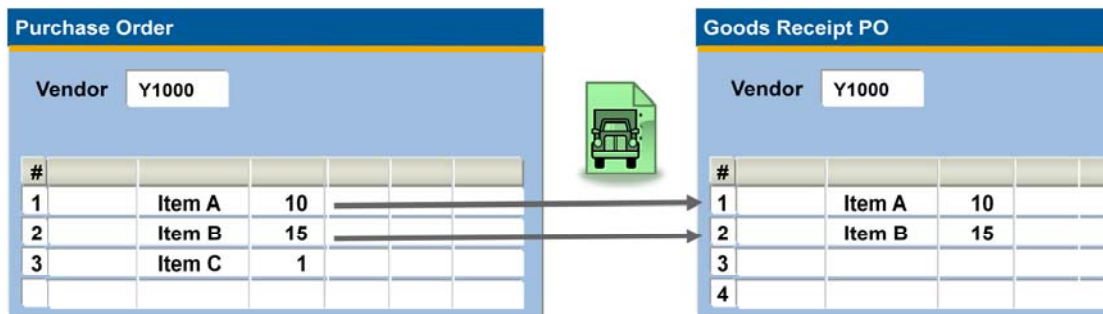 Purchase Order
Vendor Y1000
#
1 Item A 10
2 Item B 15
3 Item C 1
Goods Receipt PO
Vendor Y1000
#
1 Item A 10
2 Item B 15
3
4